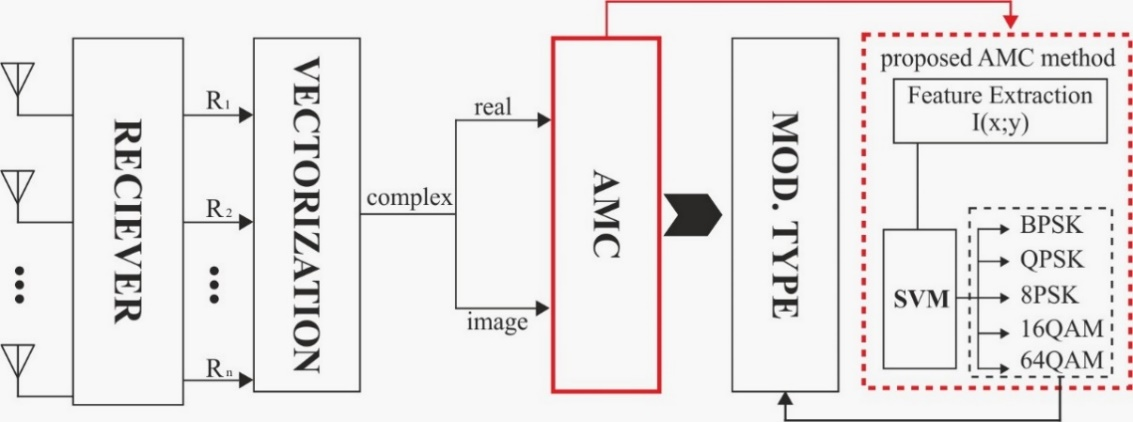 RECIEVER
R1
R2
Rn
VECTORIZATION
complex
real
image
AMC
MOD. TYPE
proposed AMC method
Feature Extraction
I(x;y)
SVM
BPSK
QPSK
8PSK
16QAM
64QAM